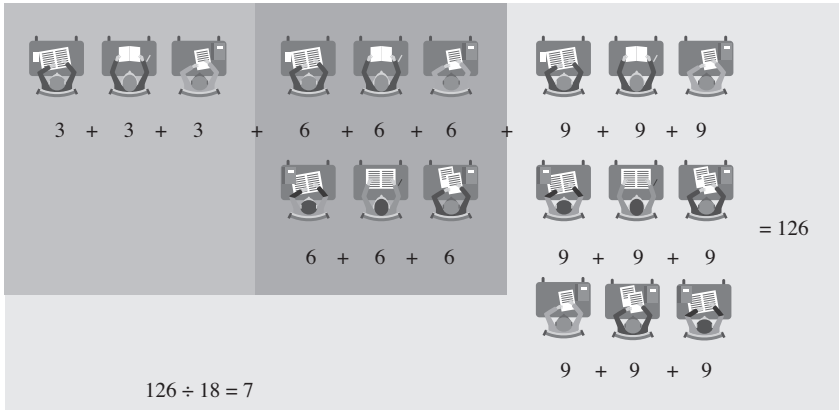 3 + 3 + 3 + 6 + 6 + 6 + 9 + 9 + 9
6 + 6 + 6 9 + 9 + 9
= 126
9 + 9 + 9
126 ÷ 18 = 7